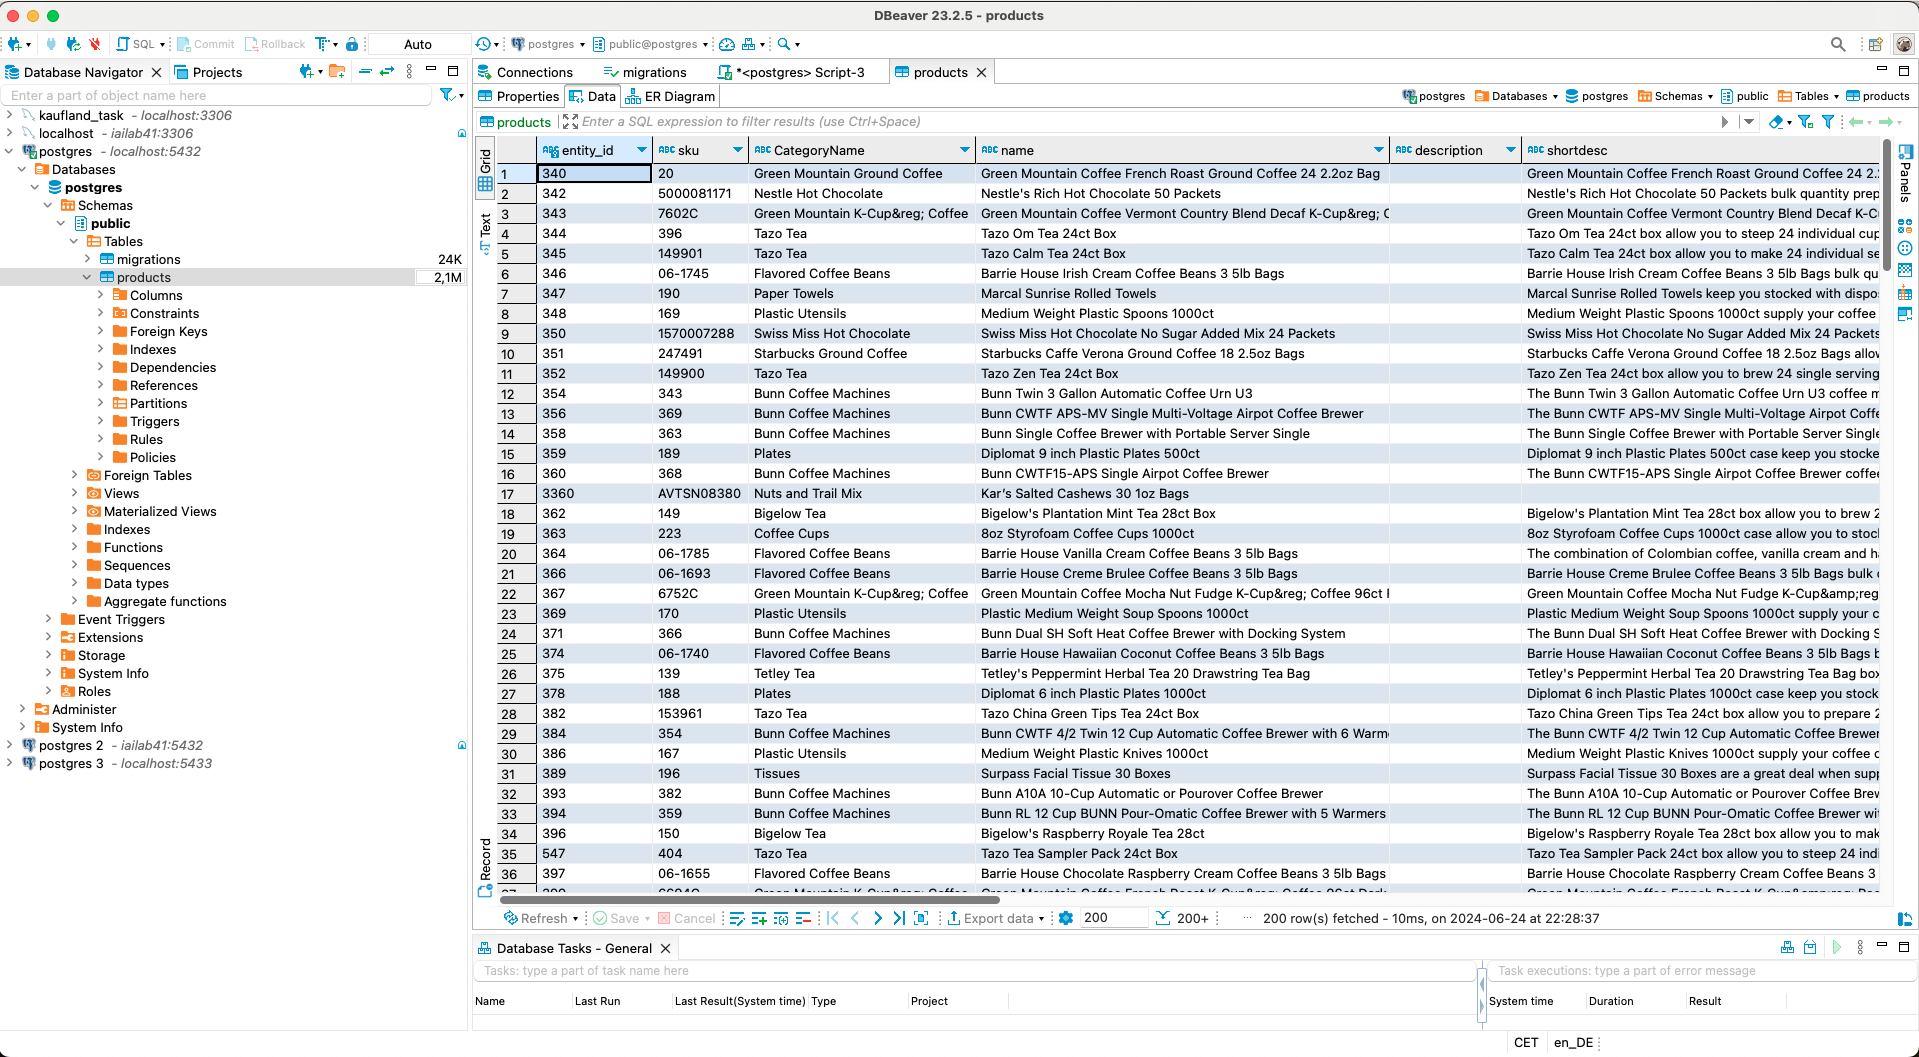 DBeaver 23.2.5 - products
SQL Commit Rollback Auto postgres public@postgres
Database Navigator Projects
Enter a part of object name here
kaufland_task - localhost:3306
localhost - iailab41:3306
postgres - localhost:5432
Databases
postgres
Schemas
public
Tables
migrations 24K
products 2,1M
Columns
Constraints
Foreign Keys
Indexes
Dependencies
References
Partitions
Triggers
Rules
Policies
Foreign Tables
Views
Materialized Views
Indexes
Functions
Sequences
Data types
Aggregate functions
Event Triggers
Extensions
Storage
System Info
Roles
Administer
System Info
postgres 2 - iailab41:5432
postgres 3 - localhost:5433
Connections migrations *<postgres> Script-3 products
Properties Data ER Diagram postgres Databases postgres Schemas public Tables products
products Enter a SQL expression to filter results (use Ctrl+Space)
Grid
Text
Record
Panels
ABC entity_id ABC sku ABC CategoryName ABC name ABC description ABC shortdesc
1 340 20 Green Mountain Ground Coffee Green Mountain Coffee French Roast Ground Coffee 24 2.2oz Bag Green Mountain Coffee French Roast Ground Coffee 24 2.
2 342 5000081171 Nestle Hot Chocolate Nestle's Rich Hot Chocolate 50 Packets Nestle's Rich Hot Chocolate 50 Packets bulk quantity prep
3 343 7602C Green Mountain K-Cup&reg; Coffee Green Mountain Coffee Vermont Country Blend Decaf K-Cup&reg; C Green Mountain Coffee Vermont Country Blend Decaf K-C
4 344 396 Tazo Tea Tazo Om Tea 24ct Box Tazo Om Tea 24ct box allow you to steep 24 individual cup
5 345 149901 Tazo Tea Tazo Calm Tea 24ct Box Tazo Calm Tea 24ct box allow you to make 24 individual se
6 346 06-1745 Flavored Coffee Beans Barrie House Irish Cream Coffee Beans 3 5lb Bags Barrie House Irish Cream Coffee Beans 3 5lb Bags bulk qu
7 347 190 Paper Towels Marcal Sunrise Rolled Towels Marcal Sunrise Rolled Towels keep you stocked with dispo
8 348 169 Plastic Utensils Medium Weight Plastic Spoons 1000ct Medium Weight Plastic Spoons 1000ct supply your coffee
9 350 1570007288 Swiss Miss Hot Chocolate Swiss Miss Hot Chocolate No Sugar Added Mix 24 Packets Swiss Miss Hot Chocolate No Sugar Added Mix 24 Packets
10 351 247491 Starbucks Ground Coffee Starbucks Caffe Verona Ground Coffee 18 2.5oz Bags Starbucks Caffe Verona Ground Coffee 18 2.5oz Bags allow
11 352 149900 Tazo Tea Tazo Zen Tea 24ct Box Tazo Zen Tea 24ct box allow you to brew 24 single serving
12 354 343 Bunn Coffee Machines Bunn Twin 3 Gallon Automatic Coffee Urn U3 The Bunn Twin 3 Gallon Automatic Coffee Urn U3 coffee m
13 356 369 Bunn Coffee Machines Bunn CWTF APS-MV Single Multi-Voltage Airpot Coffee Brewer The Bunn CWTF APS-MV Single Multi-Voltage Airpot Coffe
14 358 363 Bunn Coffee Machines Bunn Single Coffee Brewer with Portable Server Single The Bunn Single Coffee Brewer with Portable Server Single
15 359 189 Plates Diplomat 9 inch Plastic Plates 500ct Diplomat 9 inch Plastic Plates 500ct case keep you stocke
16 360 368 Bunn Coffee Machines Bunn CWTF15-APS Single Airpot Coffee Brewer The Bunn CWTF15-APS Single Airpot Coffee Brewer coffee
17 3360 AVTSN08380 Nuts and Trail Mix Kar’s Salted Cashews 30 1oz Bags
18 362 149 Bigelow Tea Bigelow's Plantation Mint Tea 28ct Box Bigelow's Plantation Mint Tea 28ct box allow you to brew 2
19 363 223 Coffee Cups 8oz Styrofoam Coffee Cups 1000ct 8oz Styrofoam Coffee Cups 1000ct case allow you to stoc
20 364 06-1785 Flavored Coffee Beans Barrie House Vanilla Cream Coffee Beans 3 5lb Bags The combination of Colombian coffee, vanilla cream and ha
21 366 06-1693 Flavored Coffee Beans Barrie House Creme Brulee Coffee Beans 3 5lb Bags Barrie House Creme Brulee Coffee Beans 3 5lb Bags bulk
22 367 6752C Green Mountain K-Cup&reg; Coffee Green Mountain Coffee Mocha Nut Fudge K-Cup&reg; Coffee 96ct Green Mountain Coffee Mocha Nut Fudge K-Cup&amp;reg
23 369 170 Plastic Utensils Plastic Medium Weight Soup Spoons 1000ct Plastic Medium Weight Soup Spoons 1000ct supply your c
24 371 366 Bunn Coffee Machines Bunn Dual SH Soft Heat Coffee Brewer with Docking System The Bunn Dual SH Soft Heat Coffee Brewer with Docking S
25 374 06-1740 Flavored Coffee Beans Barrie House Hawaiian Coconut Coffee Beans 3 5lb Bags Barrie House Hawaiian Coconut Coffee Beans 3 5lb Bags b
26 375 139 Tetley Tea Tetley's Peppermint Herbal Tea 20 Drawstring Tea Bag Tetley's Peppermint Herbal Tea 20 Drawstring Tea Bag box
27 378 188 Plates Diplomat 6 inch Plastic Plates 1000ct Diplomat 6 inch Plastic Plates 1000ct case keep you stock
28 382 153961 Tazo Tea Tazo China Green Tips Tea 24ct Box Tazo China Green Tips Tea 24ct box allow you to prepare 2
29 384 354 Bunn Coffee Machines Bunn CWTF 4/2 Twin 12 Cup Automatic Coffee Brewer with 6 Warm The Bunn CWTF 4/2 Twin 12 Cup Automatic Coffee Brewer
30 386 167 Plastic Utensils Medium Weight Plastic Knives 1000ct Medium Weight Plastic Knives 1000ct supply your coffee c
31 389 196 Tissues Surpass Facial Tissue 30 Boxes Surpass Facial Tissue 30 Boxes are a great deal when supp
32 393 382 Bunn Coffee Machines Bunn A10A 10-Cup Automatic or Pourover Coffee Brewer The Bunn A10A 10-Cup Automatic or Pourover Coffee Brew
33 394 359 Bunn Coffee Machines Bunn RL 12 Cup BUNN Pour-Omatic Coffee Brewer with 5 Warmers The Bunn RL 12 Cup BUNN Pour-Omatic Coffee Brewer wi
34 396 150 Bigelow Tea Bigelow's Raspberry Royale Tea 28ct Bigelow's Raspberry Royale Tea 28ct box allow you to mak
35 547 404 Tazo Tea Tazo Tea Sampler Pack 24ct Box Tazo Tea Sampler Pack 24ct box allow you to steep 24 indi
36 397 06-1655 Flavored Coffee Beans Barrie House Chocolate Raspberry Cream Coffee Beans 3 5lb Bags Barrie House Chocolate Raspberry Cream Coffee Beans 3
Refresh Save Cancel Export data 200 200+ ... 200 row(s) fetched - 10ms, on 2024-06-24 at 22:28:37
Database Tasks - General
Tasks: type a part of task name here Task executions: type a part of error message
Name Last Run Last Result(System time) Type Project System time Duration Result
CET en_DE